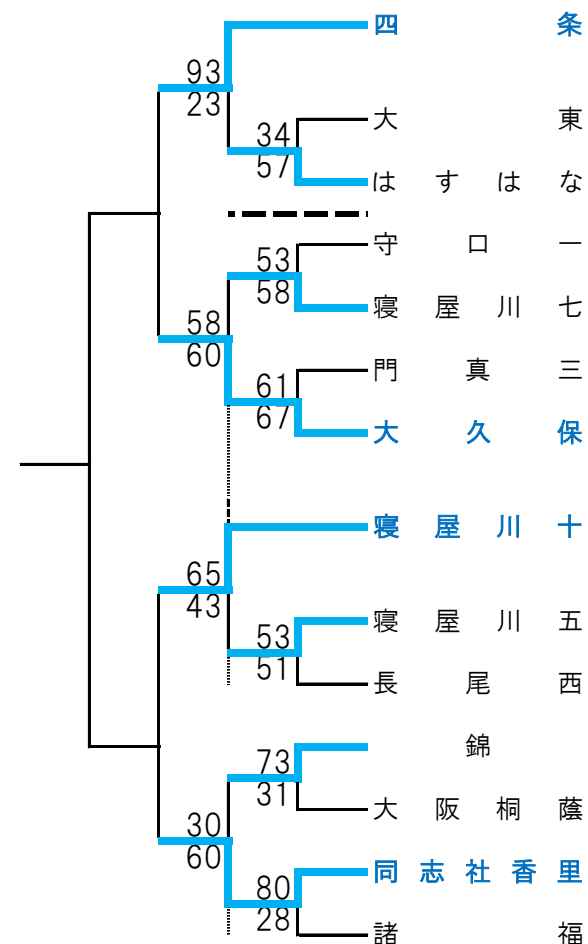 四条
93
23
大東
34
57
はすはな
守口一
53
58
寝屋川七
58
60
門真三
61
67
大久保
寝屋川十
65
43
寝屋川五
53
51
長尾西
錦
73
31
大阪桐蔭
30
60
同志社香里
80
28
諸福